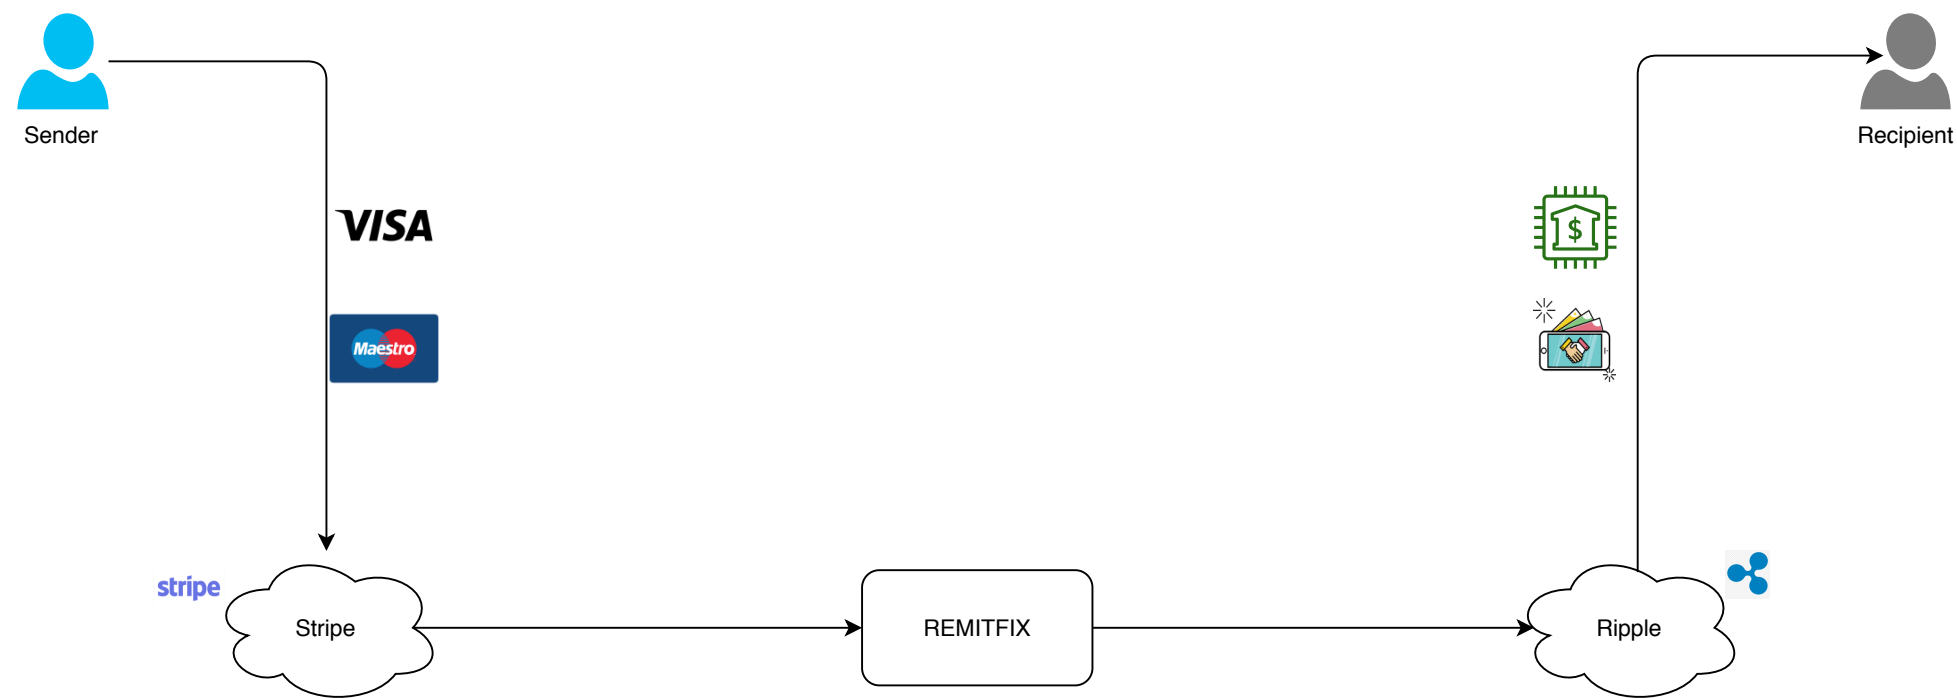 Sender
Recipient
VISA
$
Maestro
stripe
Stripe
REMITFIX
Ripple